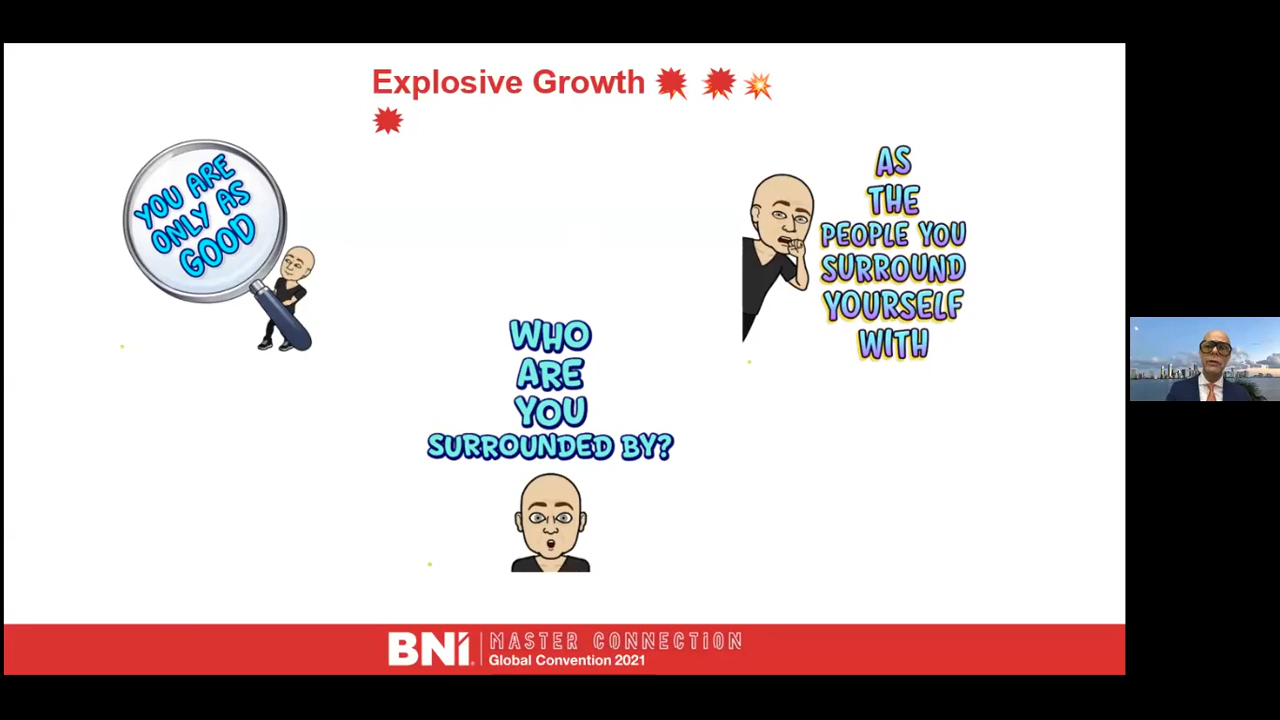 Explosive Growth 💥 💥 💥
💥
YOU ARE
ONLY AS
GOOD
AS
THE
PEOPLE YOU
SURROUND
YOURSELF
WITH
WHO
ARE
YOU
SURROUNDED BY?
BNI
MASTER CONNECTION
Global Convention 2021